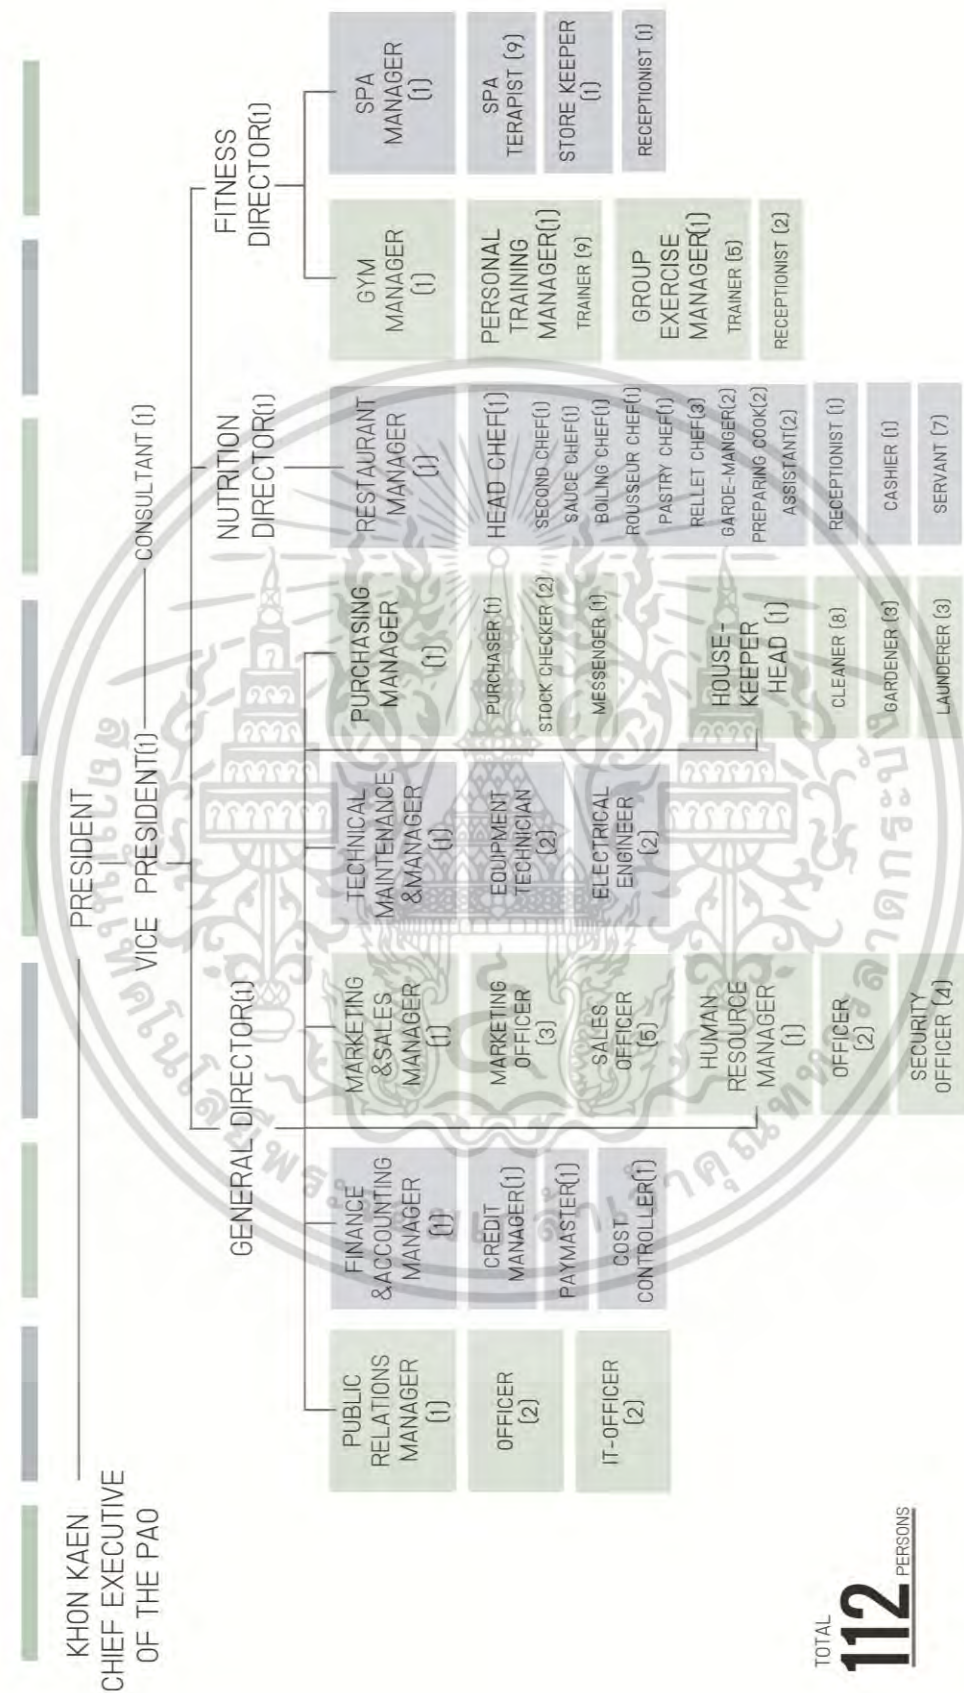 KHON KAEN
CHIEF EXECUTIVE
OF THE PAO
PRESIDENT
VICE PRESIDENT(1)
CONSULTANT (1)
GENERAL DIRECTOR(1)
NUTRITION
DIRECTOR(1)
FITNESS
DIRECTOR(1)
PUBLIC
RELATIONS
MANAGER
(1)
OFFICER
(2)
IT-OFFICER
(2)
FINANCE
&ACCOUNTING
MANAGER
(1)
CREDIT
MANAGER(1)
PAYMASTER(1)
COST
CONTROLLER(1)
MARKETING
&SALES
MANAGER
(1)
MARKETING
OFFICER
(3)
SALES
OFFICER
(5)
HUMAN
RESOURCE
MANAGER
(1)
OFFICER
(2)
SECURITY
OFFICER (4)
TECHNICAL
MAINTENANCE
&MANAGER
(1)
EQUIPMENT
TECHNICIAN
(2)
ELECTRICAL
ENGINEER
(2)
PURCHASING
MANAGER
(1)
PURCHASER (1)
STOCK CHECKER (2)
MESSENGER (1)
HOUSE-
KEEPER
HEAD (1)
CLEANER (8)
GARDENER (3)
LAUNDERER (3)
RESTAURANT
MANAGER
(1)
HEAD CHEF(1)
SECOND CHEF(1)
SAUCE CHEF(1)
BOILING CHEF(1)
ROUSSEUR CHEF(1)
PASTRY CHEF(1)
RELLET CHEF(3)
GARDE-MANGER(2)
PREPARING COOK(2)
ASSISTANT(2)
RECEPTIONIST (1)
CASHIER (1)
SERVANT (7)
GYM
MANAGER
(1)
PERSONAL
TRAINING
MANAGER(1)
TRAINER (9)
GROUP
EXERCISE
MANAGER(1)
TRAINER (5)
RECEPTIONIST (2)
SPA
MANAGER
(1)
SPA
TERAPIST (9)
STORE KEEPER
(1)
RECEPTIONIST (1)
TOTAL
112 PERSONS